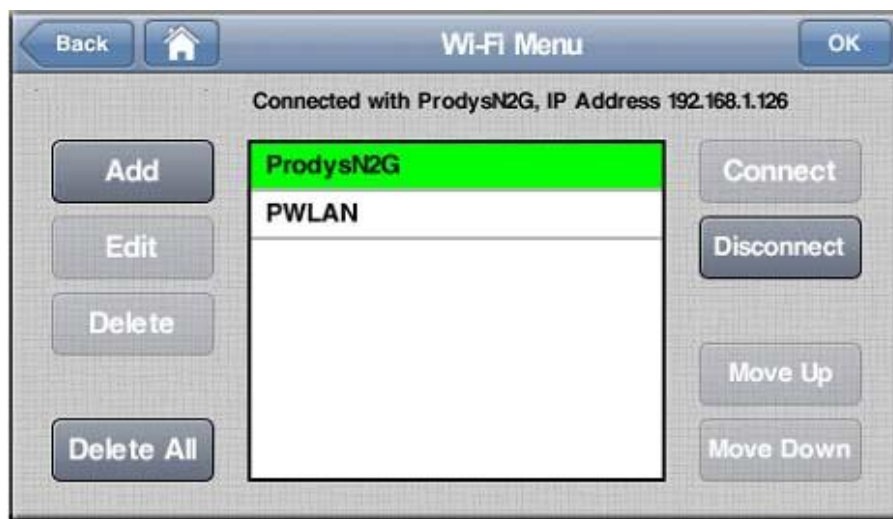 Back
Wi-Fi Menu
OK
Connected with ProdysN2G, IP Address 192.168.1.126
Add
Edit
Delete
Delete All
ProdysN2G
PWLAN
Connect
Disconnect
Move Up
Move Down